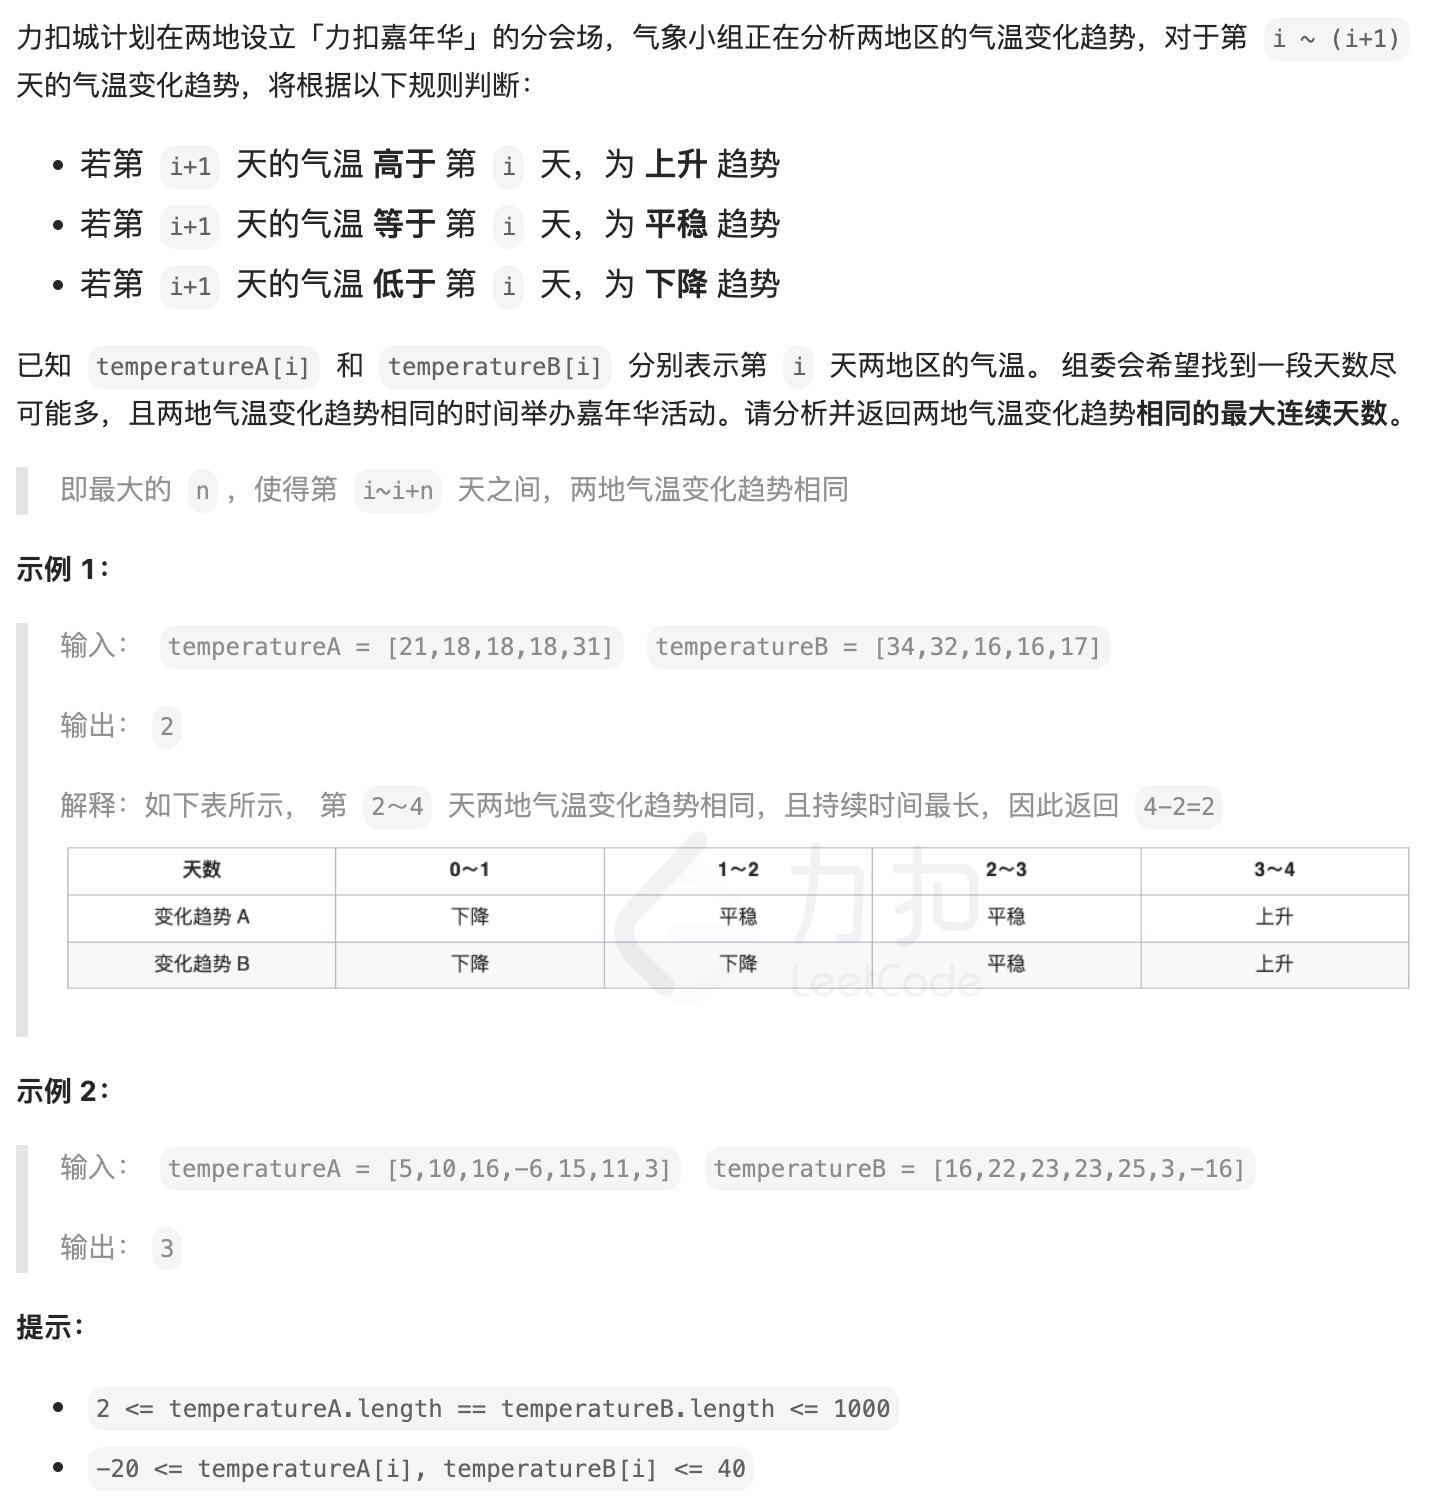 力扣城计划在两地设立「力扣嘉年华」的分会场，气象小组正在分析两地区的气温变化趋势，对于第 i ~ (i+1)
天的气温变化趋势，将根据以下规则判断：
• 若第 i+1 天的气温 高于 第 i 天，为 上升 趋势
• 若第 i+1 天的气温 等于 第 i 天，为 平稳 趋势
• 若第 i+1 天的气温 低于 第 i 天，为 下降 趋势
已知 temperatureA[i] 和 temperatureB[i] 分别表示第 i 天两地区的气温。 组委会希望找到一段天数尽
可能多，且两地气温变化趋势相同的时间举办嘉年华活动。请分析并返回两地气温变化趋势相同的最大连续天数。
即最大的 n ，使得第 i~i+n 天之间，两地气温变化趋势相同
示例 1：
输入： temperatureA = [21,18,18,18,31] temperatureB = [34,32,16,16,17]
输出： 2
解释：如下表所示， 第 2～4 天两地气温变化趋势相同，且持续时间最长，因此返回 4-2=2
天数 0～1 1～2 2～3 3～4
变化趋势 A 下降 平稳 平稳 上升
变化趋势 B 下降 下降 平稳 上升
力扣
LeetCode
示例 2：
输入： temperatureA = [5,10,16,-6,15,11,3] temperatureB = [16,22,23,23,25,3,-16]
输出： 3
提示：
• 2 <= temperatureA.length == temperatureB.length <= 1000
• -20 <= temperatureA[i], temperatureB[i] <= 40